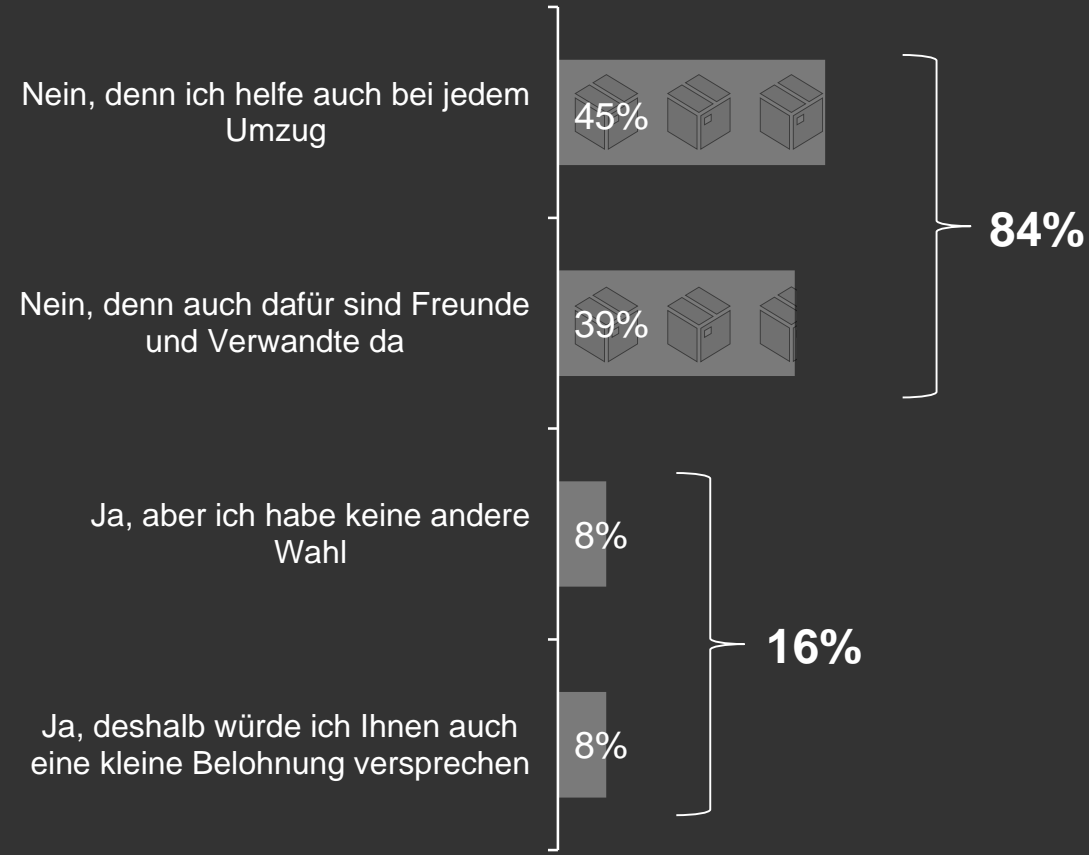 Nein, denn ich helfe auch bei jedem
Umzug
45%
84%
Nein, denn auch dafür sind Freunde
und Verwandte da
39%
Ja, aber ich habe keine andere
Wahl
8%
16%
Ja, deshalb würde ich Ihnen auch
eine kleine Belohnung versprechen
8%